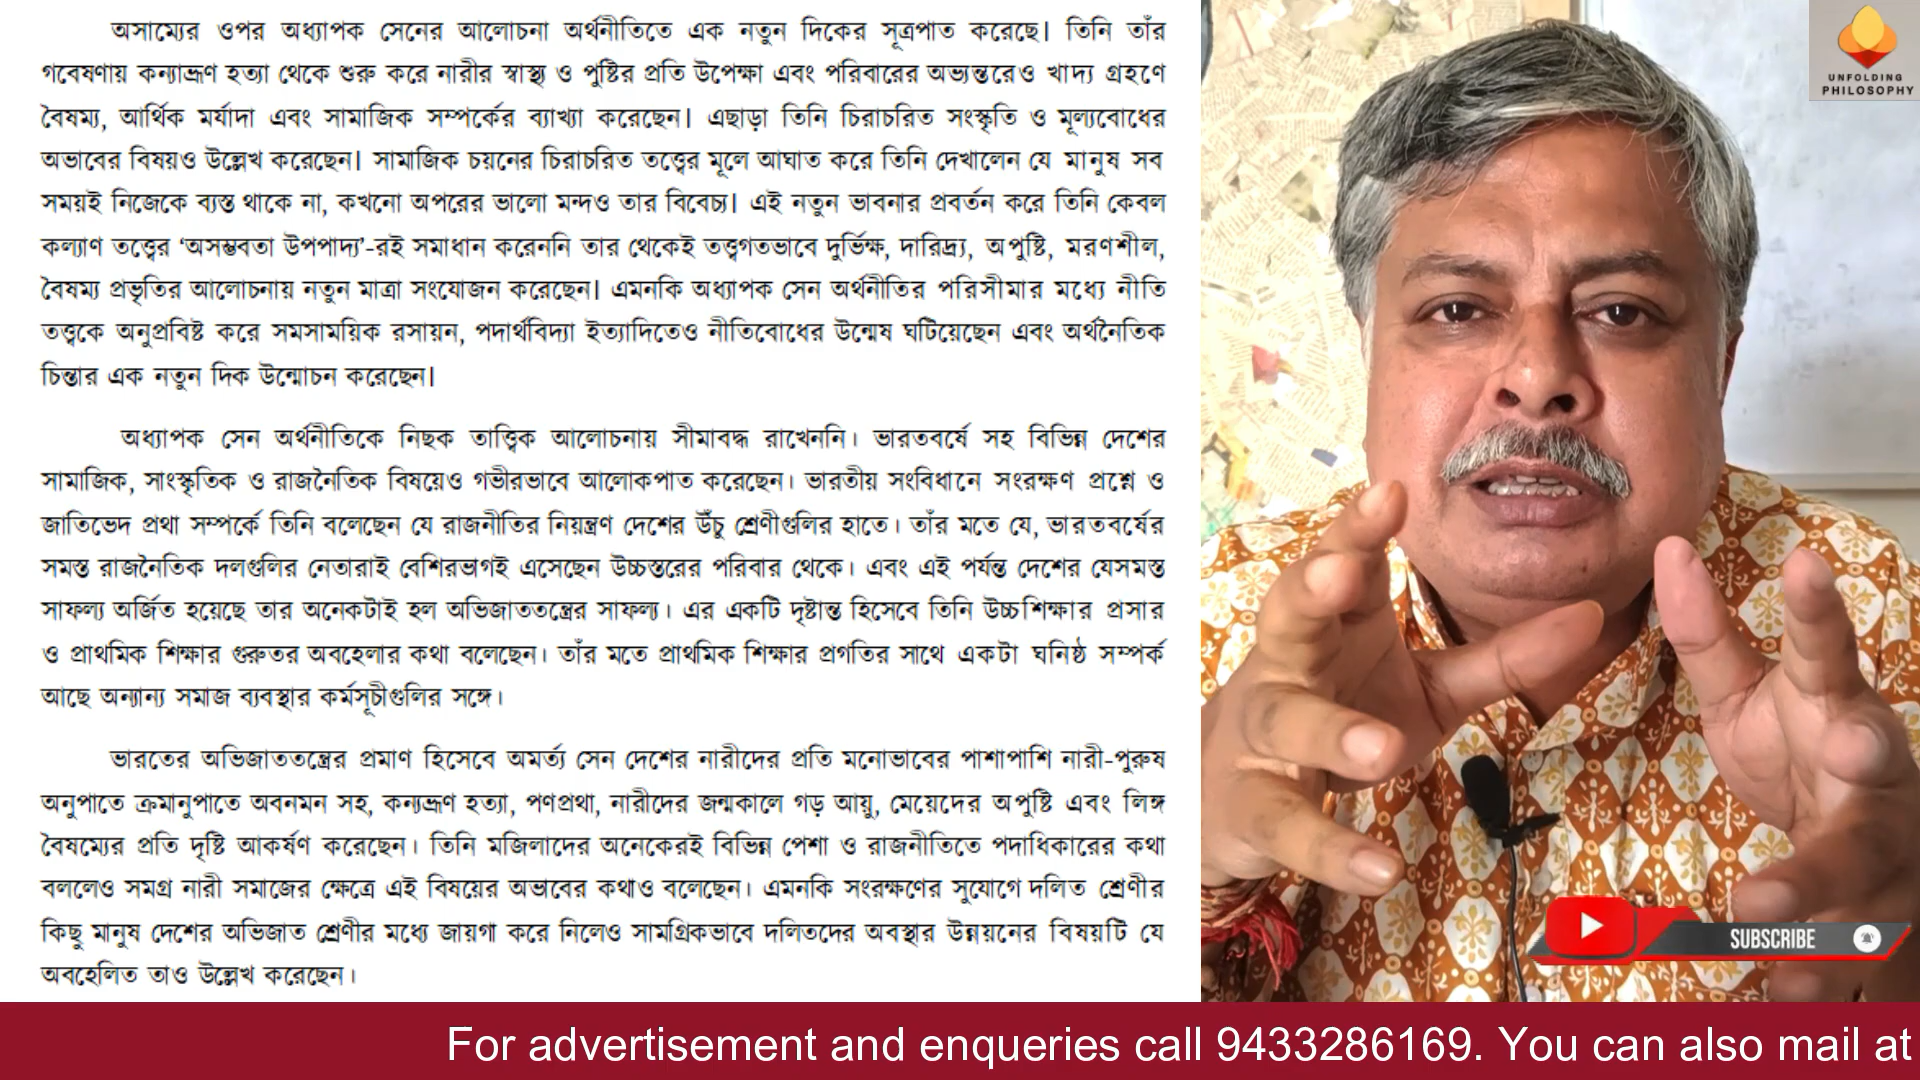 অসাম্যের ওপর অধ্যাপক সেনের আলোচনা অর্থনীতিতে এক নতুন দিকের সূত্রপাত করেছে। তিনি তাঁর
গবেষণায় কন্যাভ্রূণ হত্যা থেকে শুরু করে নারীর স্বাস্থ্য ও পুষ্টির প্রতি উপেক্ষা এবং পরিবারের অভ্যন্তরেও খাদ্য গ্রহণে
বৈষম্য, আর্থিক মর্যাদা এবং সামাজিক সম্পর্কের ব্যাখ্যা করেছেন। এছাড়া তিনি চিরাচরিত সংস্কৃতি ও মূল্যবোধের
অভাবের বিষয়ও উল্লেখ করেছেন। সামাজিক চয়নের চিরাচরিত তত্ত্বের মূলে আঘাত করে তিনি দেখালেন যে মানুষ সব
সময়ই নিজেকে ব্যস্ত থাকে না, কখনো অপরের ভালো মন্দও তার বিবেচ্য। এই নতুন ভাবনার প্রবর্তন করে তিনি কেবল
কল্যাণ তত্ত্বের ‘অসম্ভবতা উপপাদ্য’-রই সমাধান করেননি তার থেকেই তত্ত্বগতভাবে দুর্ভিক্ষ, দারিদ্র্য, অপুষ্টি, মরণশীল,
বৈষম্য প্রভৃতির আলোচনায় নতুন মাত্রা সংযোজন করেছেন। এমনকি অধ্যাপক সেন অর্থনীতির পরিসীমার মধ্যে নীতি
তত্ত্বকে অনুপ্রবিষ্ট করে সমসাময়িক রসায়ন, পদার্থবিদ্যা ইত্যাদিতেও নীতিবোধের উন্মেষ ঘটিয়েছেন এবং অর্থনৈতিক
চিন্তার এক নতুন দিক উন্মোচন করেছেন।
অধ্যাপক সেন অর্থনীতিকে নিছক তাত্ত্বিক আলোচনায় সীমাবদ্ধ রাখেননি। ভারতবর্ষে সহ বিভিন্ন দেশের
সামাজিক, সাংস্কৃতিক ও রাজনৈতিক বিষয়েও গভীরভাবে আলোকপাত করেছেন। ভারতীয় সংবিধানে সংরক্ষণ প্রশ্নে ও
জাতিভেদ প্রথা সম্পর্কে তিনি বলেছেন যে রাজনীতির নিয়ন্ত্রণ দেশের উঁচু শ্রেণীগুলির হাতে। তাঁর মতে যে, ভারতবর্ষের
সমস্ত রাজনৈতিক দলগুলির নেতারাই বেশিরভাগই এসেছেন উচ্চস্তরের পরিবার থেকে। এবং এই পর্যন্ত দেশের যেসমস্ত
সাফল্য অর্জিত হয়েছে তার অনেকটাই হল অভিজাততন্ত্রের সাফল্য। এর একটি দৃষ্টান্ত হিসেবে তিনি উচ্চশিক্ষার প্রসার
ও প্রাথমিক শিক্ষার গুরুতর অবহেলার কথা বলেছেন। তাঁর মতে প্রাথমিক শিক্ষার প্রগতির সাথে একটা ঘনিষ্ঠ সম্পর্ক
আছে অন্যান্য সমাজ ব্যবস্থার কর্মসূচীগুলির সঙ্গে।
ভারতের অভিজাততন্ত্রের প্রমাণ হিসেবে অমর্ত্য সেন দেশের নারীদের প্রতি মনোভাবের পাশাপাশি নারী-পুরুষ
অনুপাতে ক্রমানুপাতে অবনমন সহ, কন্যভ্রূণ হত্যা, পণপ্রথা, নারীদের জন্মকালে গড় আয়ু, মেয়েদের অপুষ্টি এবং লিঙ্গ
বৈষম্যের প্রতি দৃষ্টি আকর্ষণ করেছেন। তিনি মজিলাদের অনেকেরই বিভিন্ন পেশা ও রাজনীতিতে পদাধিকারের কথা
বললেও সমগ্র নারী সমাজের ক্ষেত্রে এই বিষয়ের অভাবের কথাও বলেছেন। এমনকি সংরক্ষণের সুযোগে দলিত শ্রেণীর
কিছু মানুষ দেশের অভিজাত শ্রেণীর মধ্যে জায়গা করে নিলেও সামগ্রিকভাবে দলিতদের অবস্থার উন্নয়নের বিষয়টি যে
অবহেলিত তাও উল্লেখ করেছেন।
UNFOLDING
PHILOSOPHY
SUBSCRIBE
For advertisement and enqueries call 9433286169. You can also mail at